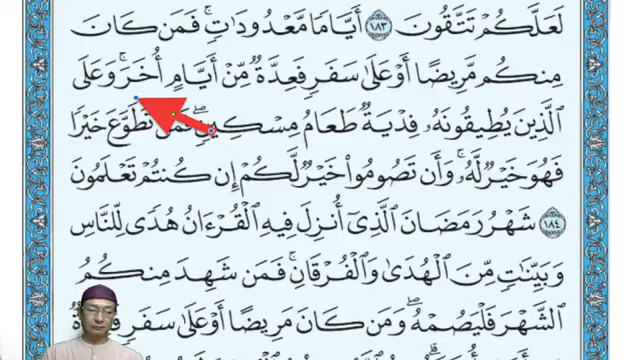 لَعَلَّكُمْ تَتَّقُونَ ١٨٣ أَيَّامًا مَّعْدُودَاتٍ ۚ فَمَن كَانَ
مِنكُم مَّرِيضًا أَوْ عَلَىٰ سَفَرٍ فَعِدَّةٌ مِّنْ أَيَّامٍ أُخَرَ ۚ وَعَلَى
الَّذِينَ يُطِيقُونَهُ فِدْيَةٌ طَعَامُ مِسْكِينٍ ۖ فَمَن تَطَوَّعَ خَيْرًا
فَهُوَ خَيْرٌ لَّهُ ۚ وَأَن تَصُومُوا خَيْرٌ لَّكُمْ إِن كُنتُمْ تَعْلَمُونَ
١٨٤ شَهْرُ رَمَضَانَ الَّذِي أُنزِلَ فِيهِ الْقُرْءَانُ هُدًى لِّلنَّاسِ
وَبَيِّنَاتٍ مِّنَ الْهُدَىٰ وَالْفُرْقَانِ ۚ فَمَن شَهِدَ مِنكُمُ
الشَّهْرَ فَلْيَصُمْهُ ۖ وَمَن كَانَ مَرِيضًا أَوْ عَلَىٰ سَفَرٍ